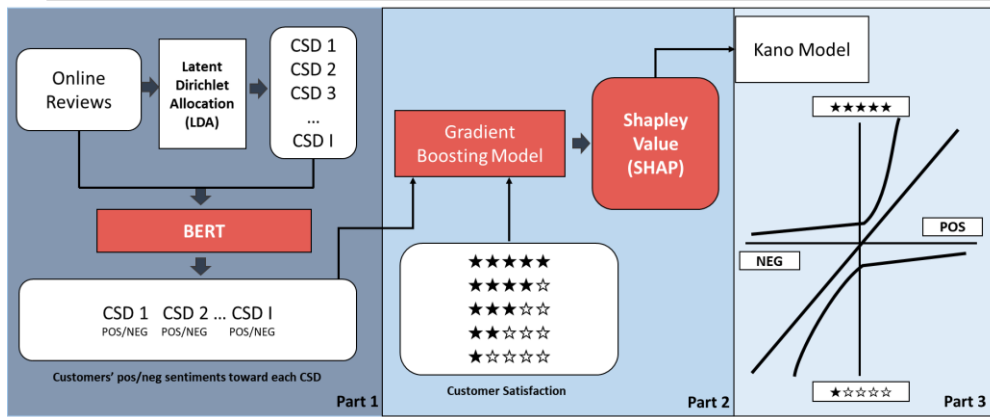 Online
Reviews
Latent
Dirichlet
Allocation
(LDA)
CSD 1
CSD 2
CSD 3
...
CSD I
BERT
CSD 1 CSD 2 ... CSD I
POS/NEG POS/NEG POS/NEG
Customers' pos/neg sentiments toward each CSD
Part 1
Gradient
Boosting Model
Shapley
Value
(SHAP)
★★★★★
★★★★☆
★★★☆☆
★★☆☆☆
★☆☆☆☆
Customer Satisfaction
Part 2
Kano Model
★★★★★
POS
NEG
★☆☆☆☆
Part 3